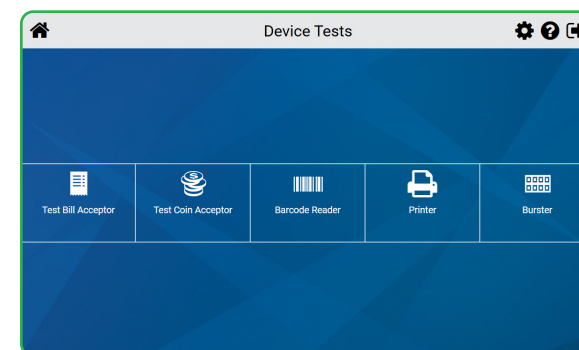 Device Tests
Test Bill Acceptor
Test Coin Acceptor
Barcode Reader
Printer
Burster